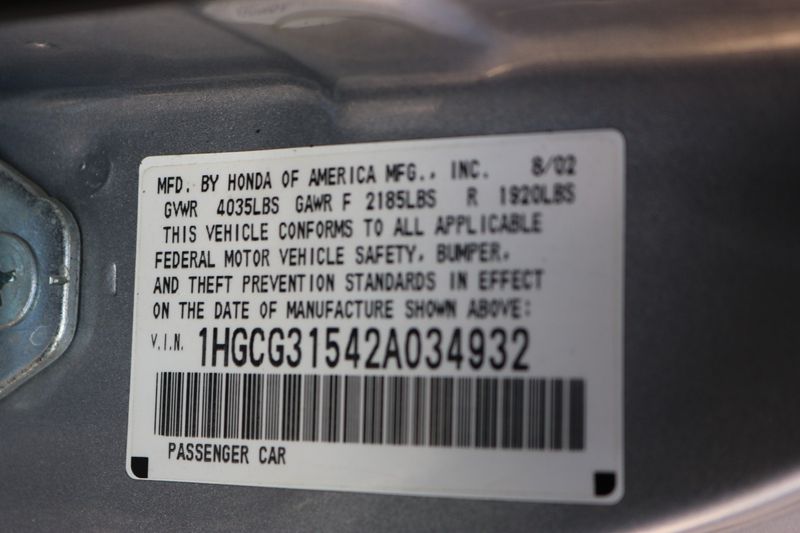 MFD. BY HONDA OF AMERICA MFG., INC. 8/02
GVWR 4035LBS GAWR F 2185LBS R 1920LBS
THIS VEHICLE CONFORMS TO ALL APPLICABLE
FEDERAL MOTOR VEHICLE SAFETY, BUMPER,
AND THEFT PREVENTION STANDARDS IN EFFECT
ON THE DATE OF MANUFACTURE SHOWN ABOVE:
V.I.N. 1HGCG31542A034932
PASSENGER CAR